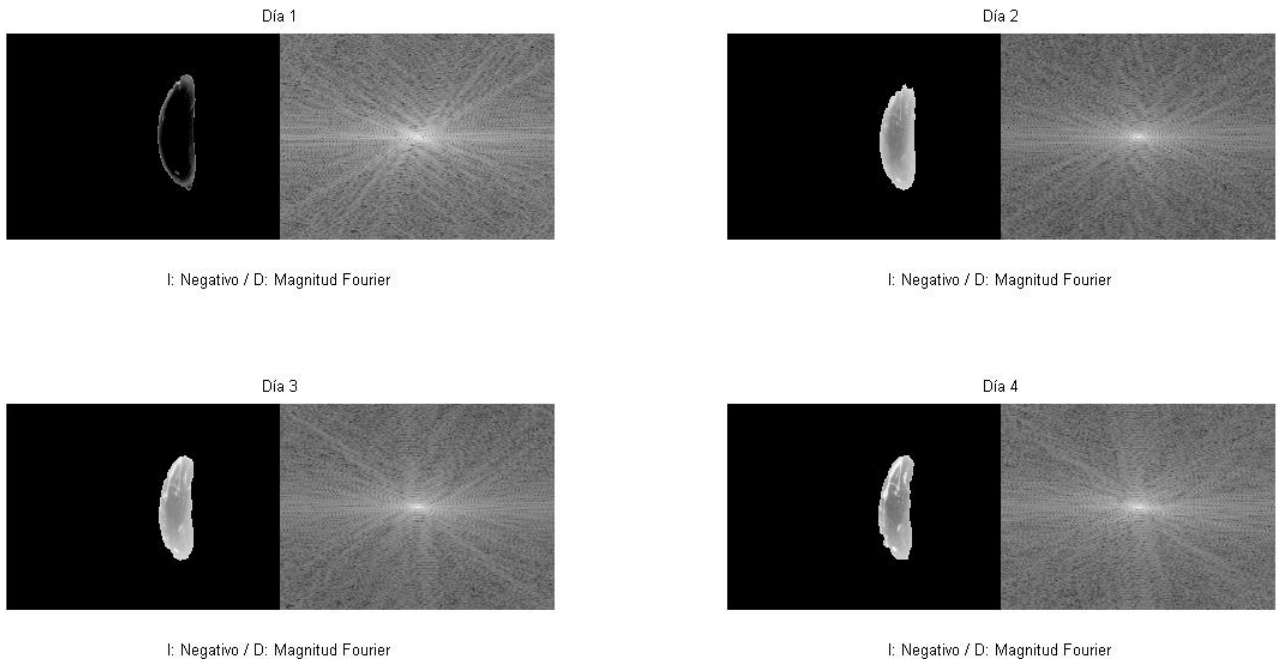 Día 1
Día 2
I: Negativo / D: Magnitud Fourier
I: Negativo / D: Magnitud Fourier
Día 3
Día 4
I: Negativo / D: Magnitud Fourier
I: Negativo / D: Magnitud Fourier